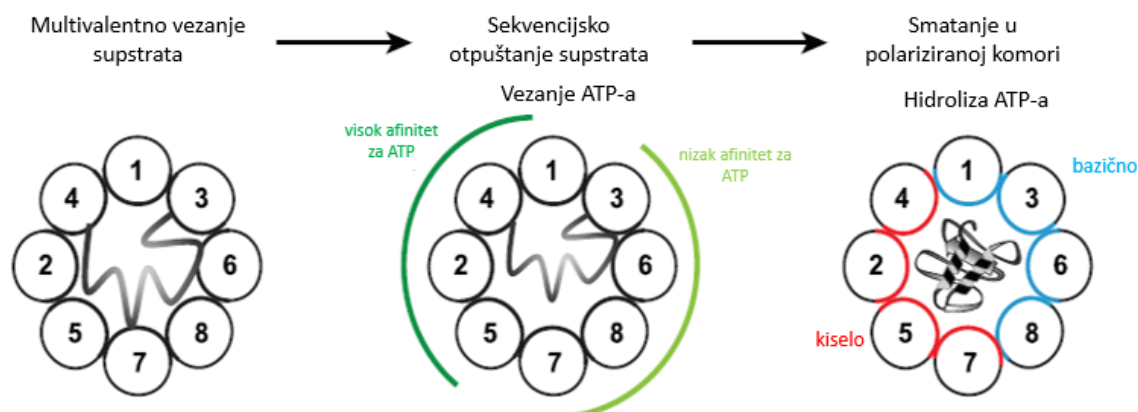 Multivalentno vezanje
supstrata
Sekvencijsko
otpuštanje supstrata
Smatanje u
polariziranoj komori
Vezanje ATP-a
Hidroliza ATP-a
visok afinitet
za ATP
nizak afinitet za
ATP
bazično
kiselo
1
3
6
8
7
5
2
4
1
3
6
8
7
5
2
4
1
3
6
8
7
5
2
4